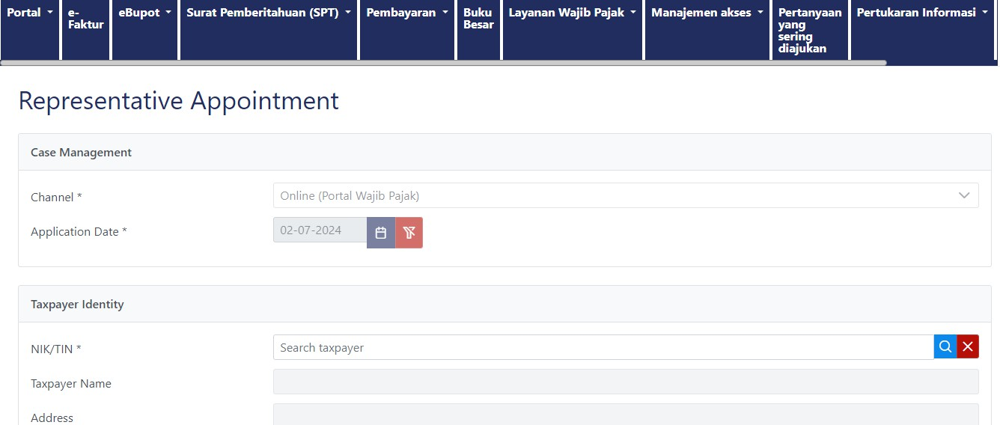 Portal
e-
Faktur
eBupot
Surat Pemberitahuan (SPT)
Pembayaran
Buku
Besar
Layanan Wajib Pajak
Manajemen akses
Pertanyaan
yang
sering
diajukan
Pertukaran Informasi
Representative Appointment
Case Management
Channel *
Online (Portal Wajib Pajak)
Application Date *
02-07-2024
Taxpayer Identity
NIK/TIN *
Search taxpayer
Taxpayer Name
Address